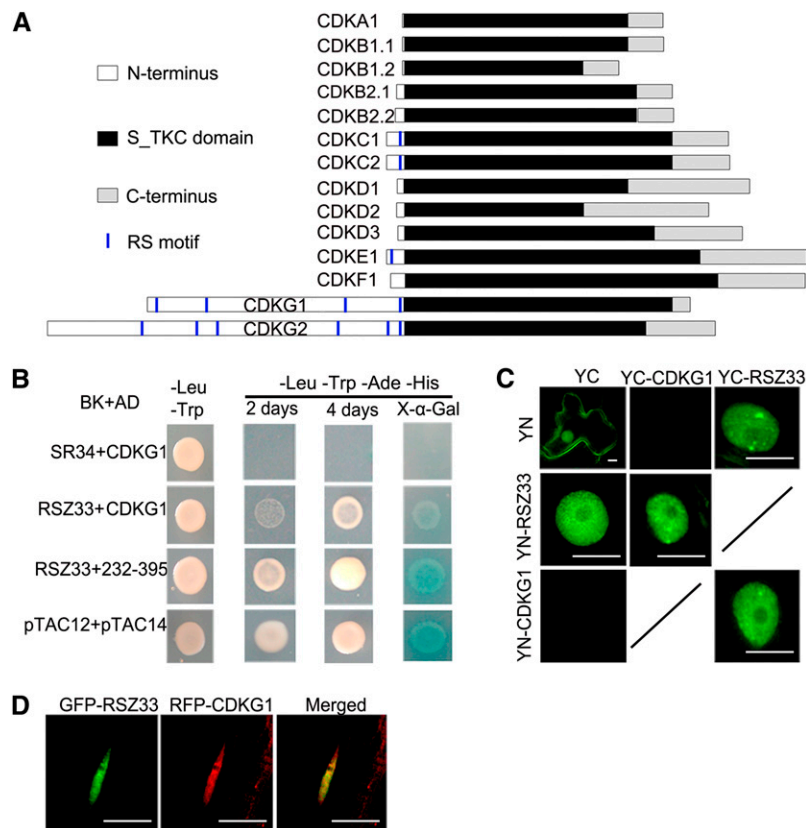 A
CDKA1
CDKB1.1
CDKB1.2
CDKB2.1
CDKB2.2
CDKC1
CDKC2
CDKD1
CDKD2
CDKD3
CDKE1
CDKF1
CDKG1
CDKG2
N-terminus
S_TKC domain
C-terminus
RS motif
B
BK+AD
-Leu
-Trp
-Leu -Trp -Ade -His
2 days
4 days
X-α-Gal
SR34+CDKG1
RSZ33+CDKG1
RSZ33+232-395
pTAC12+pTAC14
C
YC
YC-CDKG1
YC-RSZ33
YN
YN-RSZ33
YN-CDKG1
D
GFP-RSZ33
RFP-CDKG1
Merged